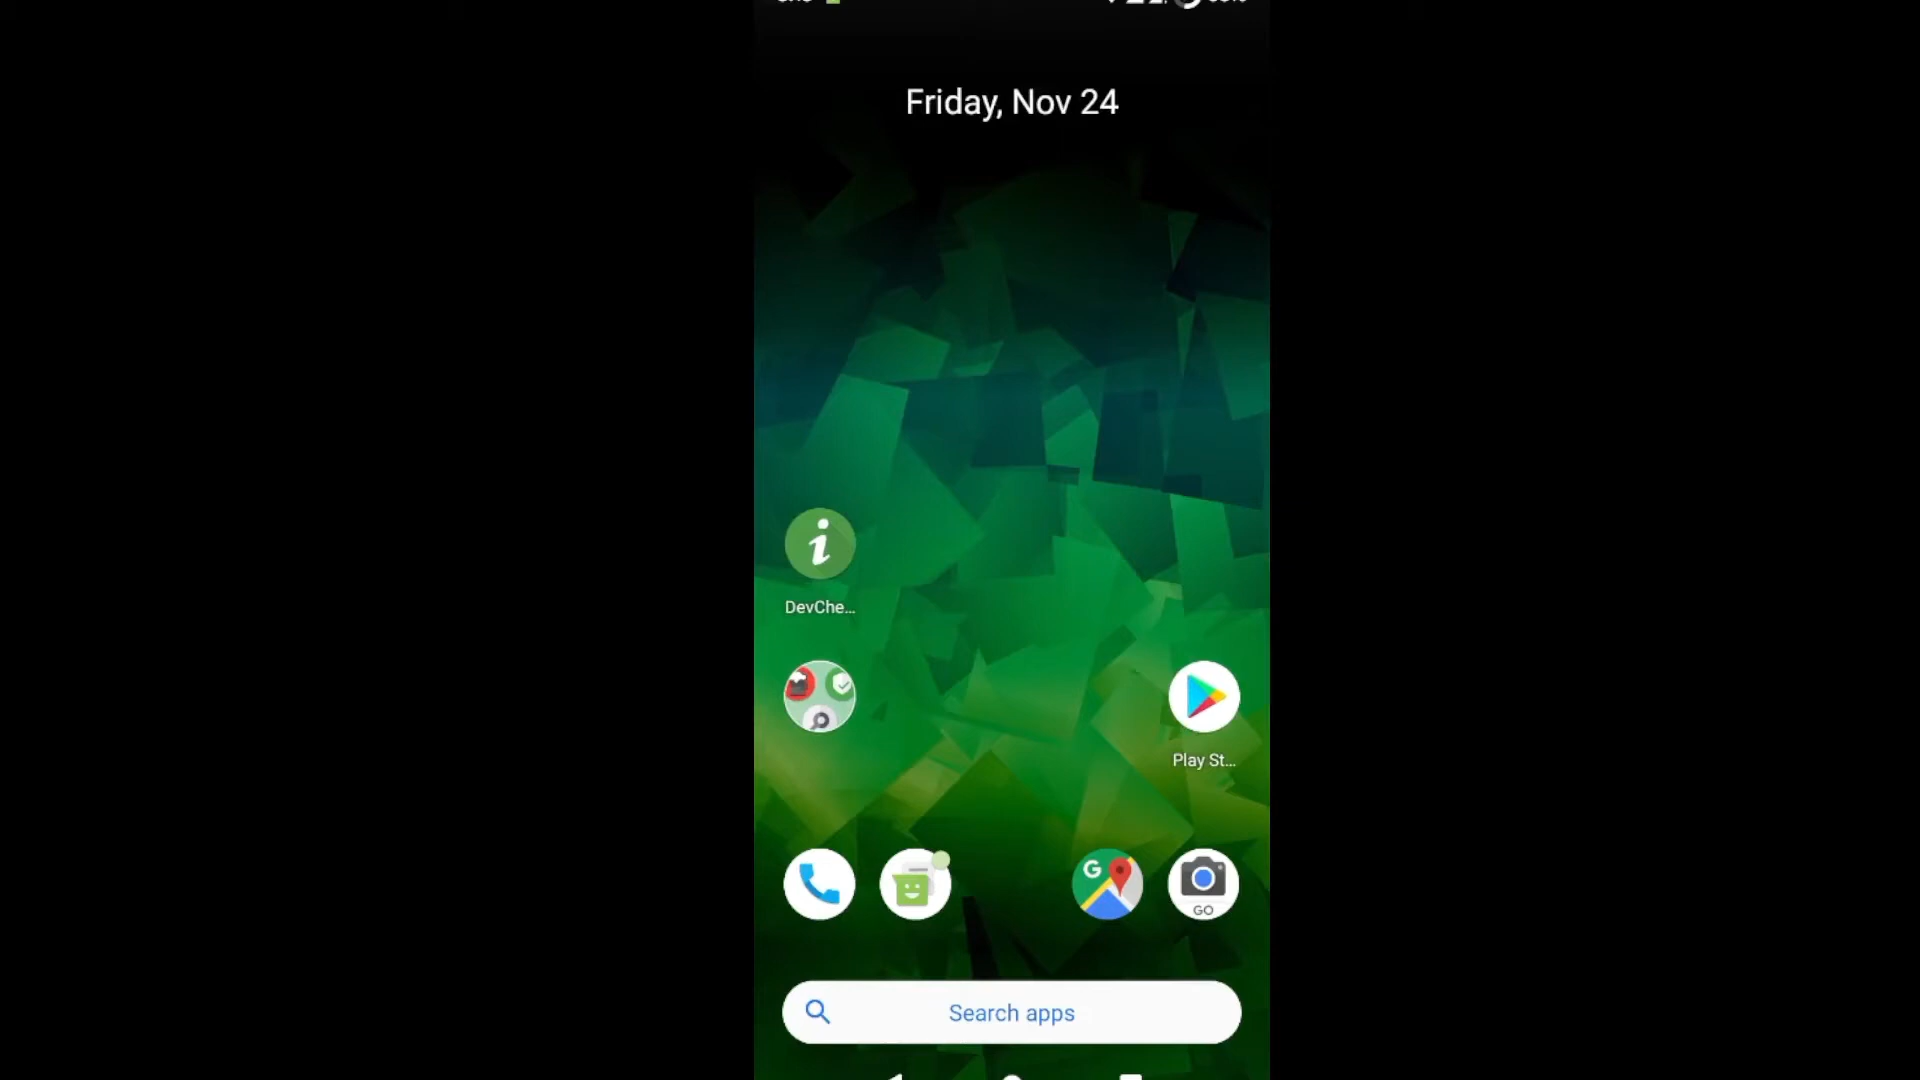 Friday, Nov 24
DevChe...
Play St...
G
GO
Search apps